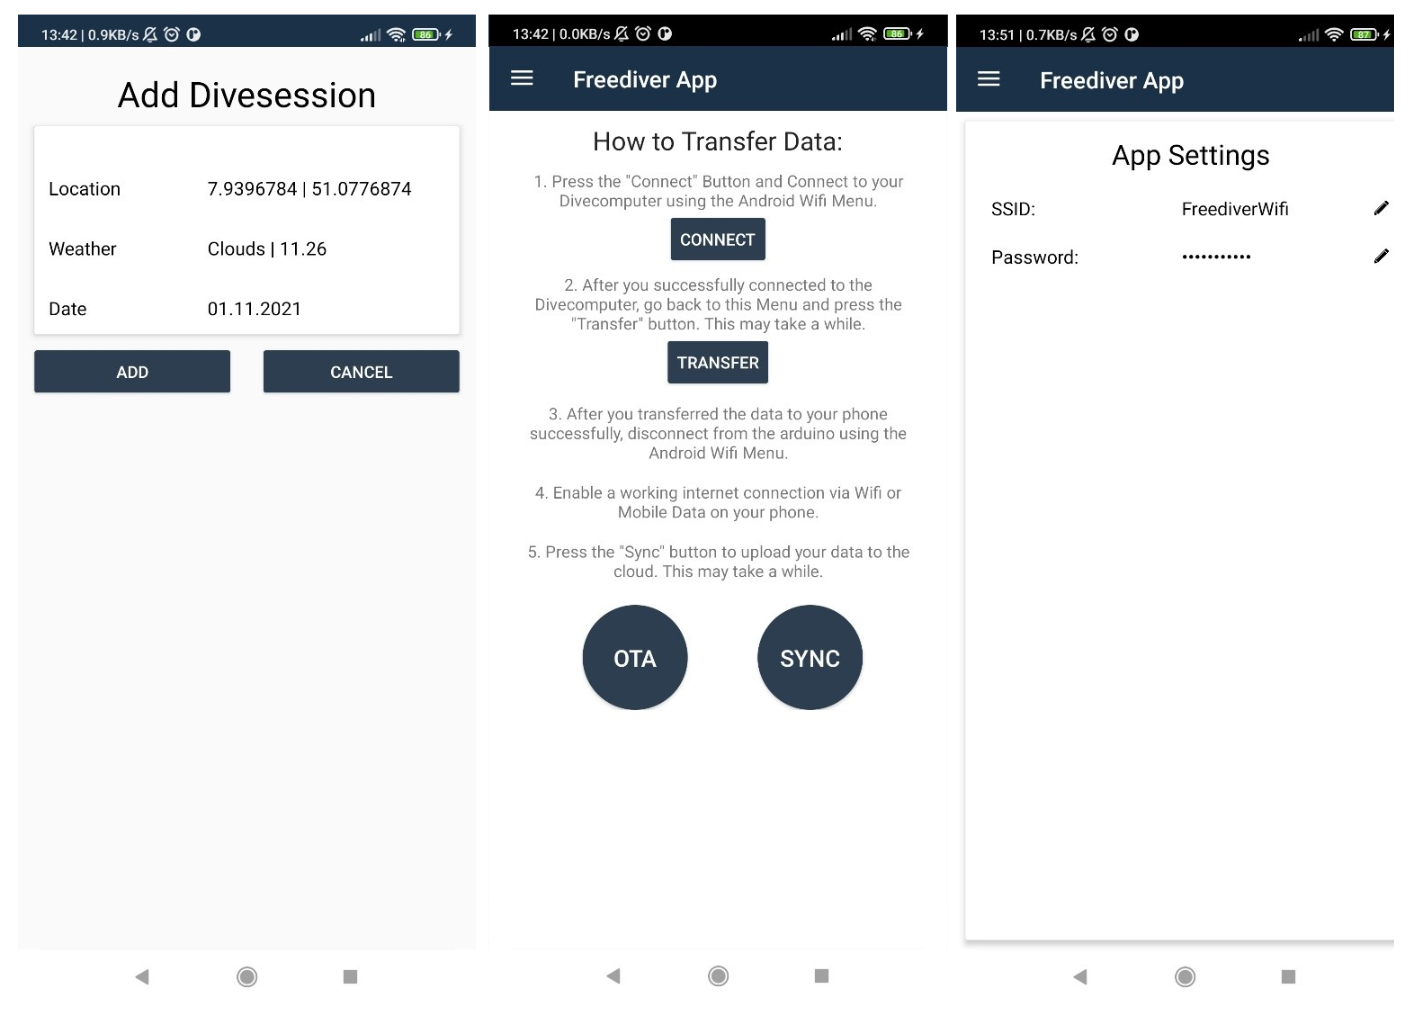 13:42 | 0.9KB/s
86
Add Divesession
Location 7.9396784 | 51.0776874
Weather Clouds | 11.26
Date 01.11.2021
ADD CANCEL
13:42 | 0.0KB/s
86
Freediver App
How to Transfer Data:
1. Press the "Connect" Button and Connect to your
Divecomputer using the Android Wifi Menu.
CONNECT
2. After you successfully connected to the
Divecomputer, go back to this Menu and press the
"Transfer" button. This may take a while.
TRANSFER
3. After you transferred the data to your phone
successfully, disconnect from the arduino using the
Android Wifi Menu.
4. Enable a working internet connection via Wifi or
Mobile Data on your phone.
5. Press the "Sync" button to upload your data to the
cloud. This may take a while.
OTA SYNC
13:51 | 0.7KB/s
87
Freediver App
App Settings
SSID: FreediverWifi
Password: •••••••••••